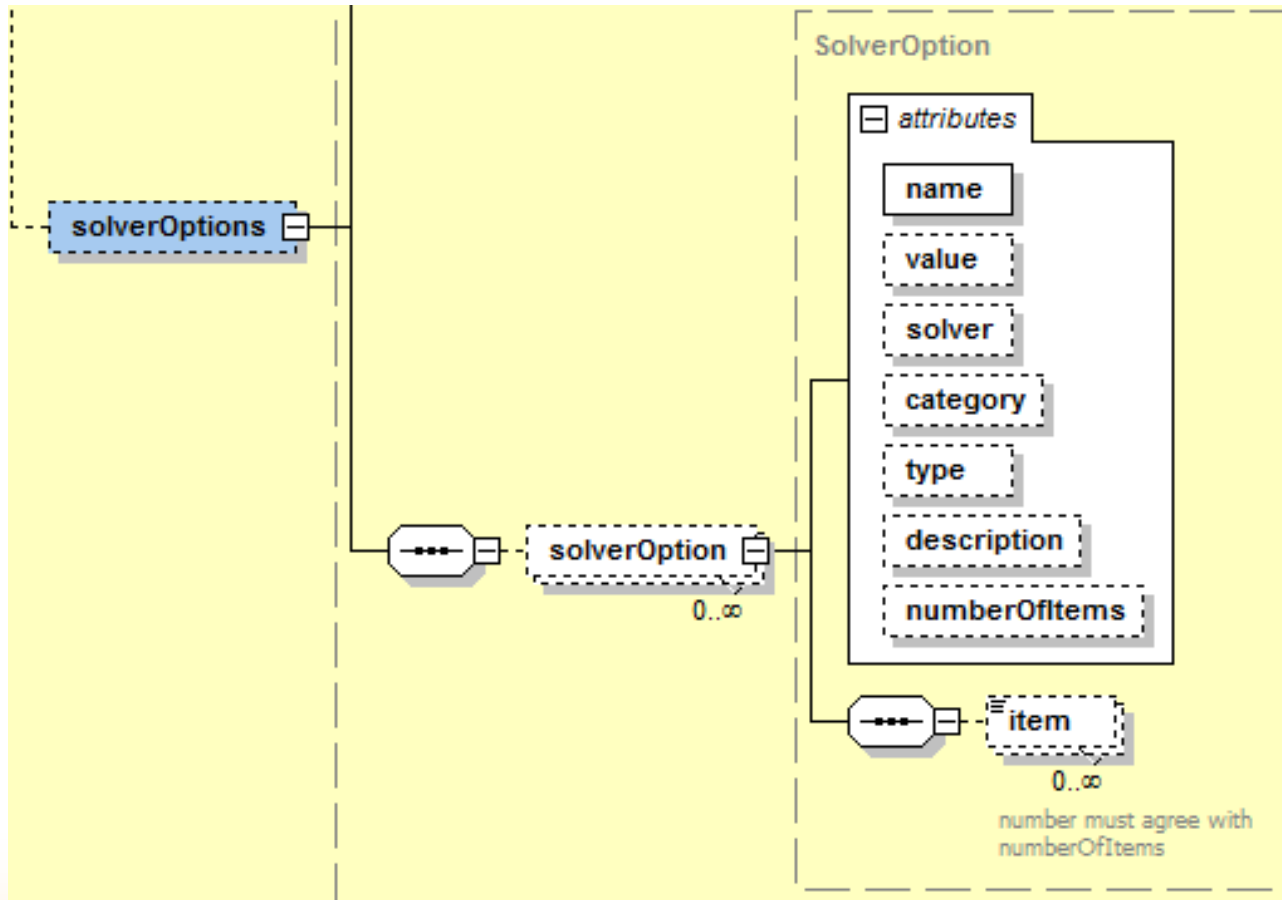 SolverOption
attributes
name
solverOptions
value
solver
category
type
description
solverOption
numberOfItems
0..∞
item
0..∞
number must agree with
numberOfItems